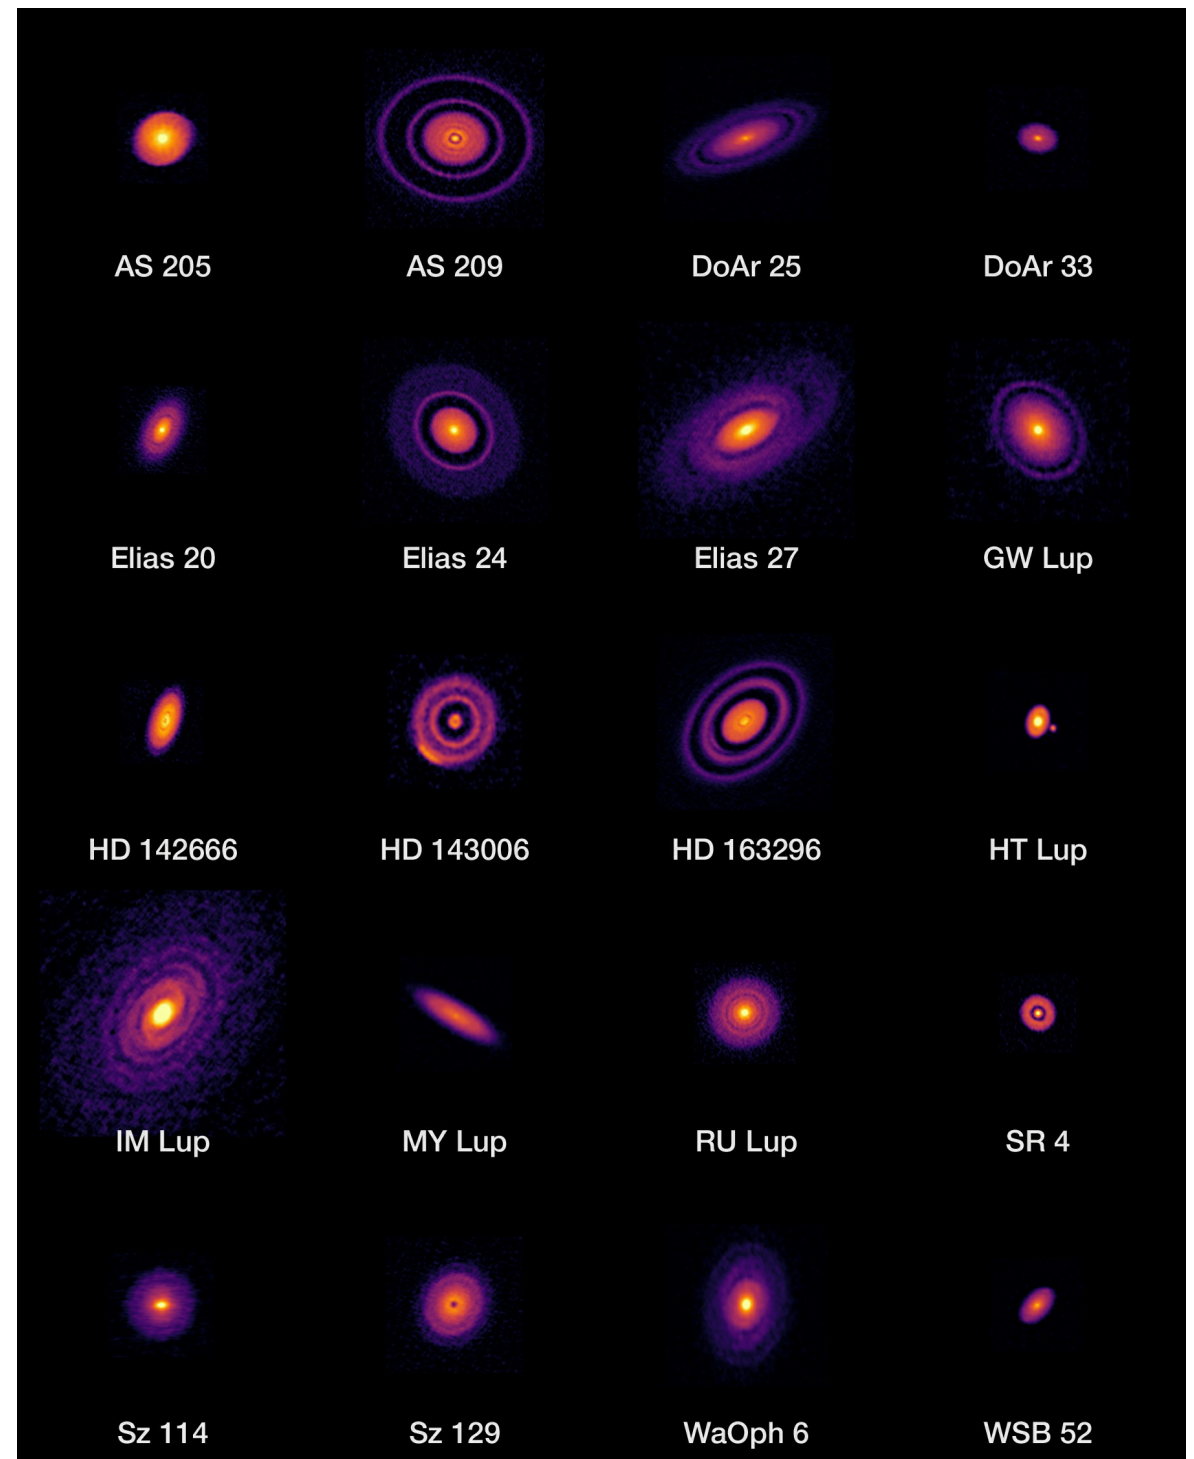 AS 205
AS 209
DoAr 25
DoAr 33
Elias 20
Elias 24
Elias 27
GW Lup
HD 142666
HD 143006
HD 163296
HT Lup
IM Lup
MY Lup
RU Lup
SR 4
Sz 114
Sz 129
WaOph 6
WSB 52